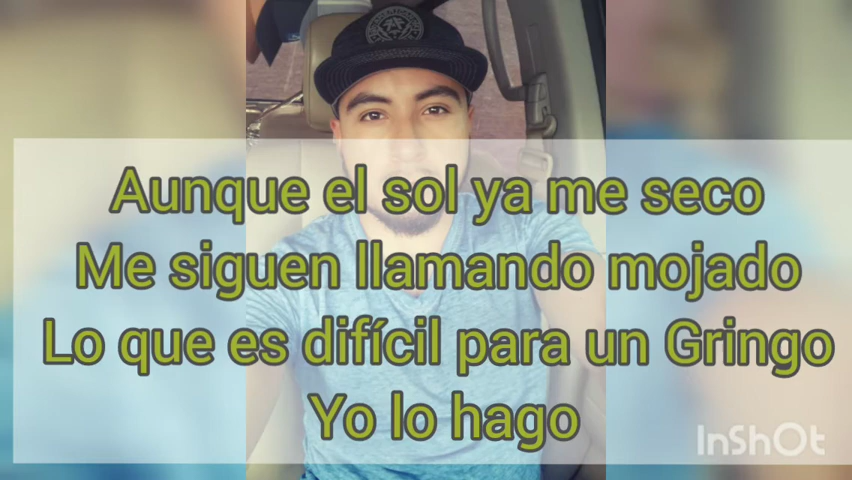 Aunque el sol ya me seco
Me siguen llamando mojado
Lo que es difícil para un Gringo
Yo lo hago
InShOt